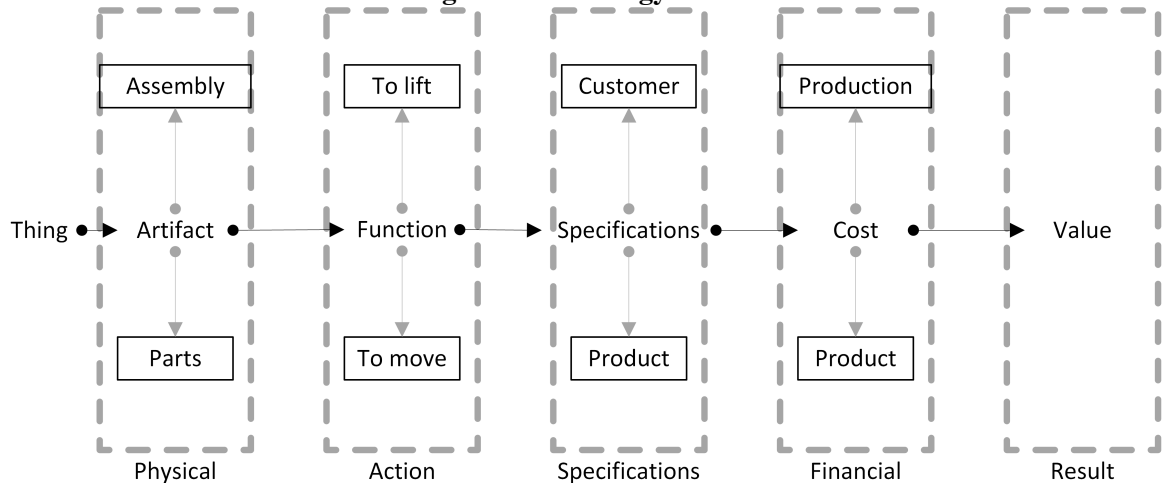 Assembly To lift Customer Production
Thing Artifact Function Specifications Cost Value
Parts To move Product Product
Physical Action Specifications Financial Result